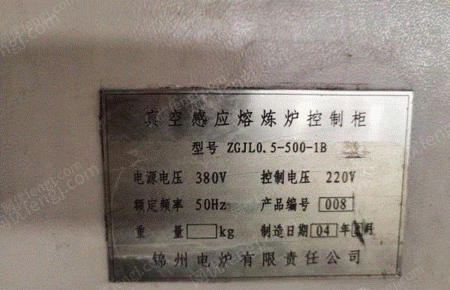 真空感应熔炼炉控制柜
型号 ZGJL0.5-500-1B
电源电压 380V 控制电压 220V
额定频率 50Hz 产品编号 008
重量 kg 制造日期 04 年 月
锦州电炉有限责任公司